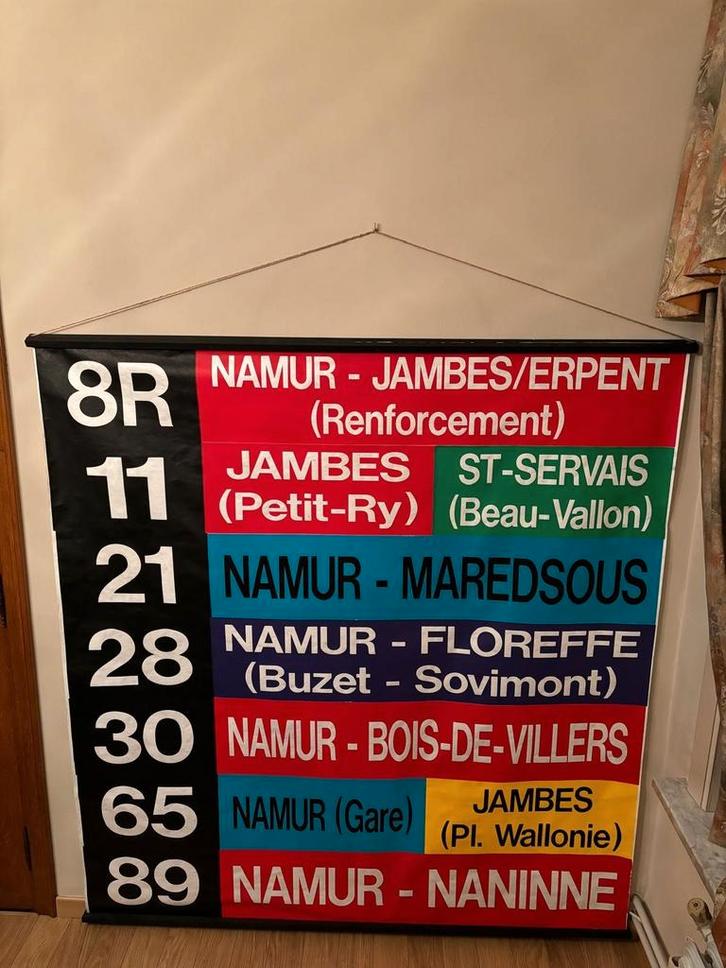 8R NAMUR - JAMBES/ERPENT
(Renforcement)
11 JAMBES ST-SERVAIS
(Petit-Ry) (Beau-Vallon)
21 NAMUR - MAREDSOUS
28 NAMUR - FLOREFFE
(Buzet - Sovimont)
30 NAMUR - BOIS-DE-VILLERS
65 NAMUR (Gare) JAMBES
(Pl. Wallonie)
89 NAMUR - NANINNE